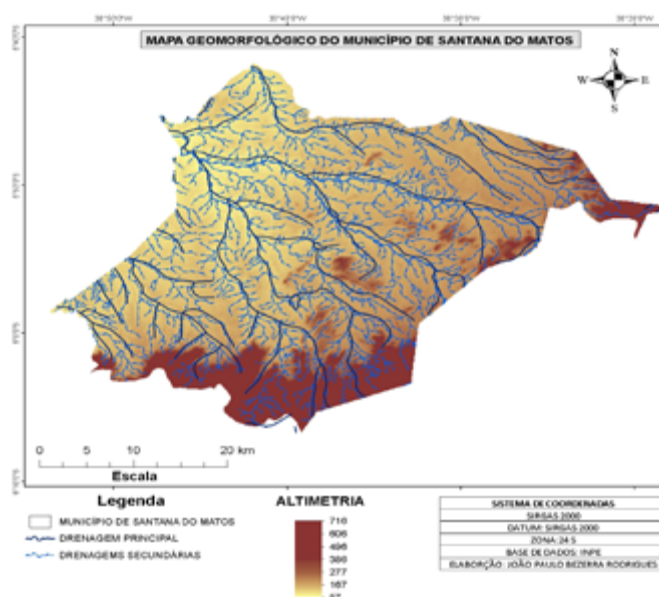 MAPA GEOMORFOLÓGICO DO MUNICÍPIO DE SANTANA DO MATOS
N
W E
S
0 5 10 20 km
Escala
Legenda
MUNICÍPIO DE SANTANA DO MATOS
DRENAGEM PRINCIPAL
DRENAGEMS SECUNDÁRIAS
ALTIMETRIA
716
606
496
386
277
167
SISTEMA DE COORDENADAS
SIRGAS 2000
DATUM: SIRGAS 2000
ZONA: 24 S
BASE DE DADOS: INPE
ELABORÇÃO: JOÃO PAULO BEZERRA RODRIGUES